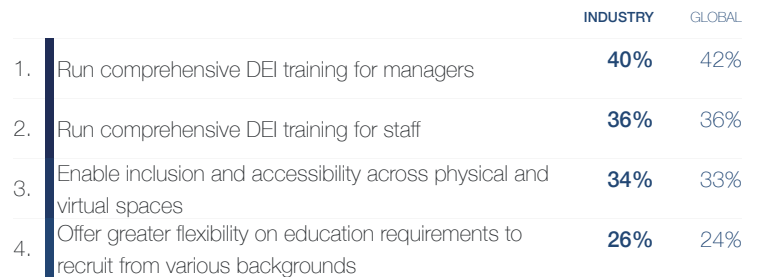 INDUSTRY GLOBAL
1. Run comprehensive DEI training for managers 40% 42%
2. Run comprehensive DEI training for staff 36% 36%
3. Enable inclusion and accessibility across physical and
virtual spaces 34% 33%
4. Offer greater flexibility on education requirements to
recruit from various backgrounds 26% 24%